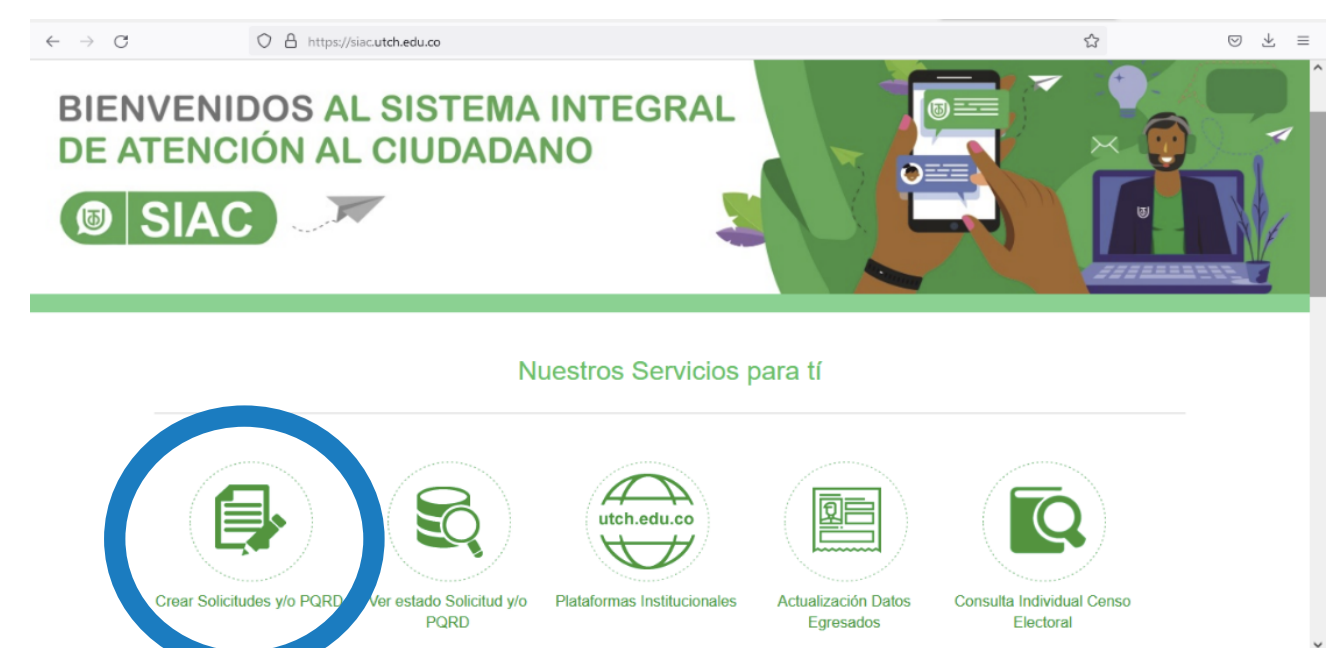 https://siac.utch.edu.co
BIENVENIDOS AL SISTEMA INTEGRAL
DE ATENCIÓN AL CIUDADANO
SIAC
Nuestros Servicios para tí
utch.edu.co
Crear Solicitudes y/o PQRD
Ver estado Solicitud y/o
PQRD
Plataformas Institucionales
Actualización Datos
Egresados
Consulta Individual Censo
Electoral